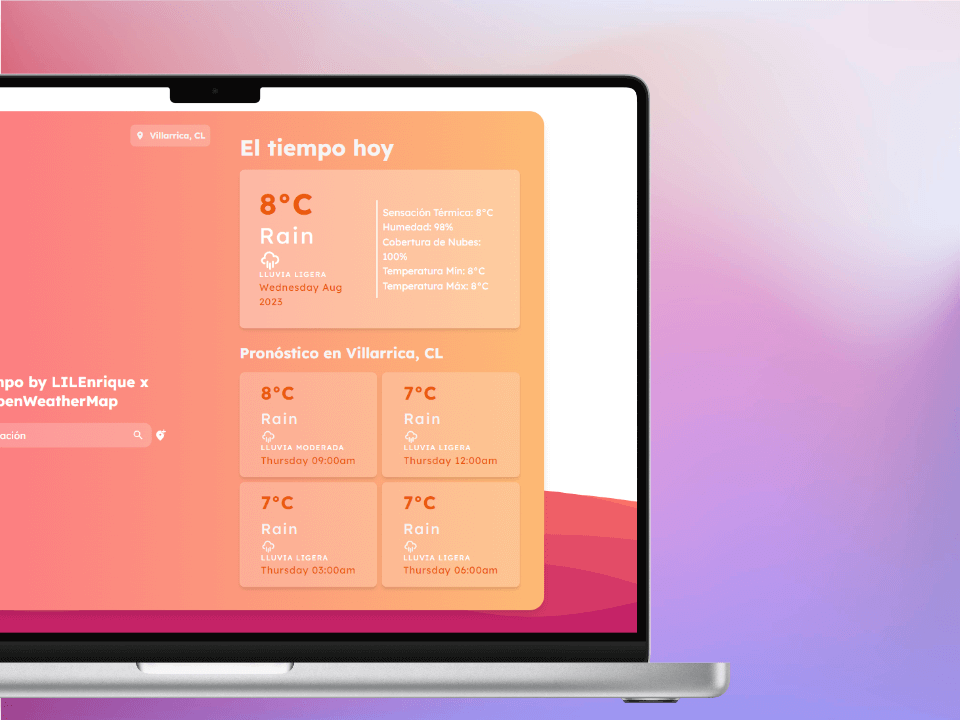 Villarrica, CL
El tiempo hoy
8°C
Rain
LLUVIA LIGERA
Wednesday Aug
2023
Sensación Térmica: 8°C
Humedad: 98%
Cobertura de Nubes:
100%
Temperatura Mín: 8°C
Temperatura Máx: 8°C
mpo by LILEnrique x
penWeatherMap
ación
Pronóstico en Villarrica, CL
8°C
Rain
LLUVIA MODERADA
Thursday 09:00am
7°C
Rain
LLUVIA LIGERA
Thursday 12:00am
7°C
Rain
LLUVIA LIGERA
Thursday 03:00am
7°C
Rain
LLUVIA LIGERA
Thursday 06:00am